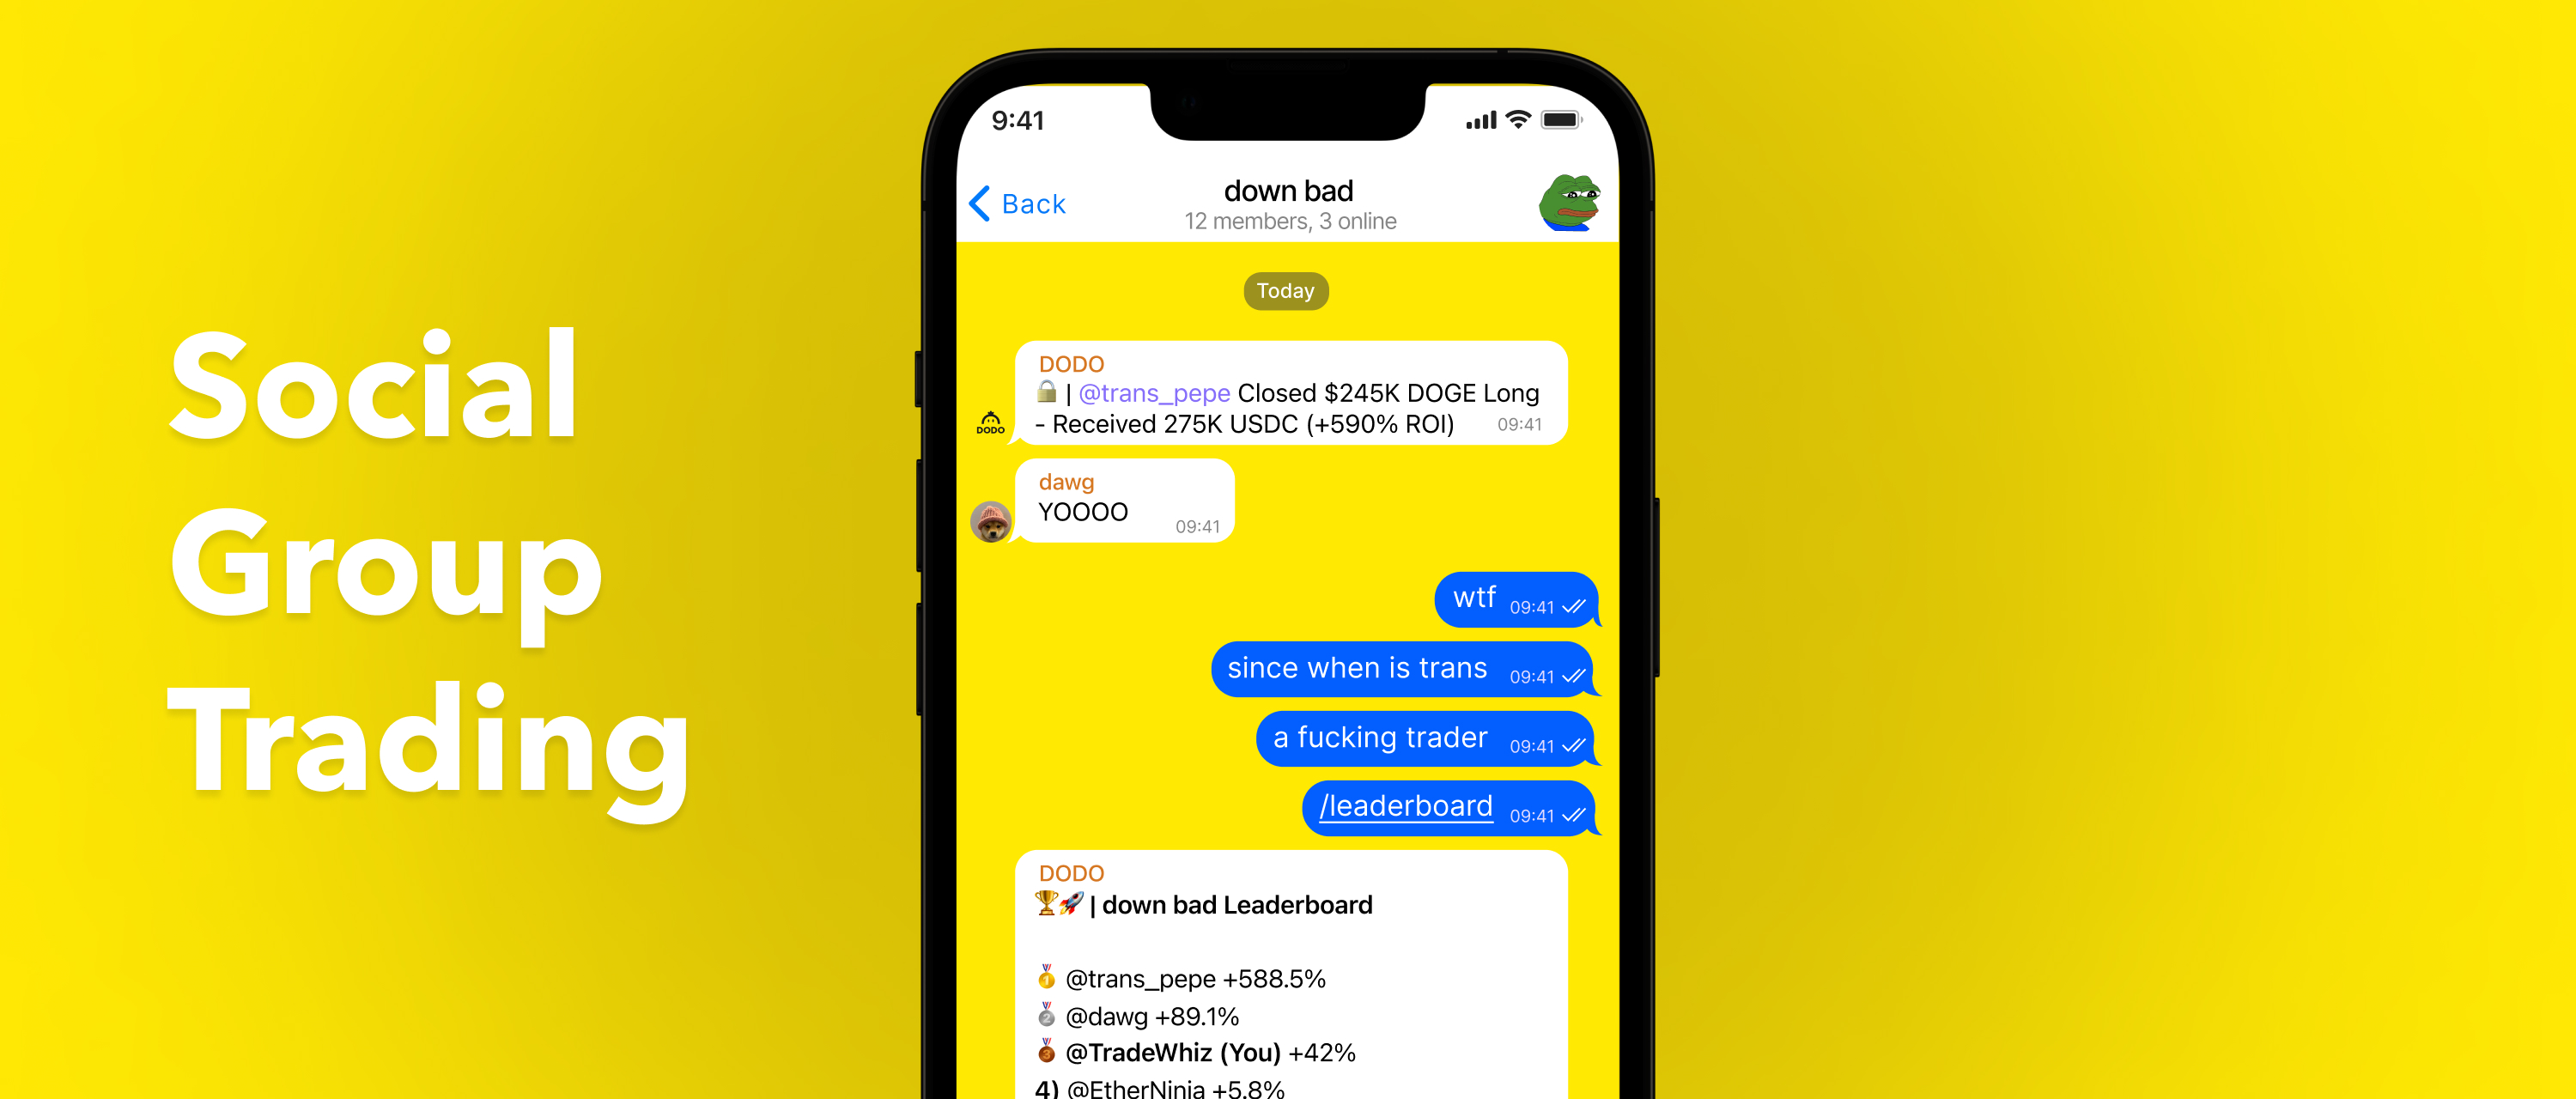 Social
Group
Trading
9:41
Back
down bad
12 members, 3 online
Today
DODO
🔒 | @trans_pepe Closed $245K DOGE Long
- Received 275K USDC (+590% ROI) 09:41
DODO
dawg
YOOOO
09:41
wtf 09:41
since when is trans 09:41
a fucking trader 09:41
/leaderboard 09:41
DODO
🏆🚀 | down bad Leaderboard
🥇 @trans_pepe +588.5%
🥈 @dawg +89.1%
🥉 @TradeWhiz (You) +42%
4) @EtherNinja +5.8%